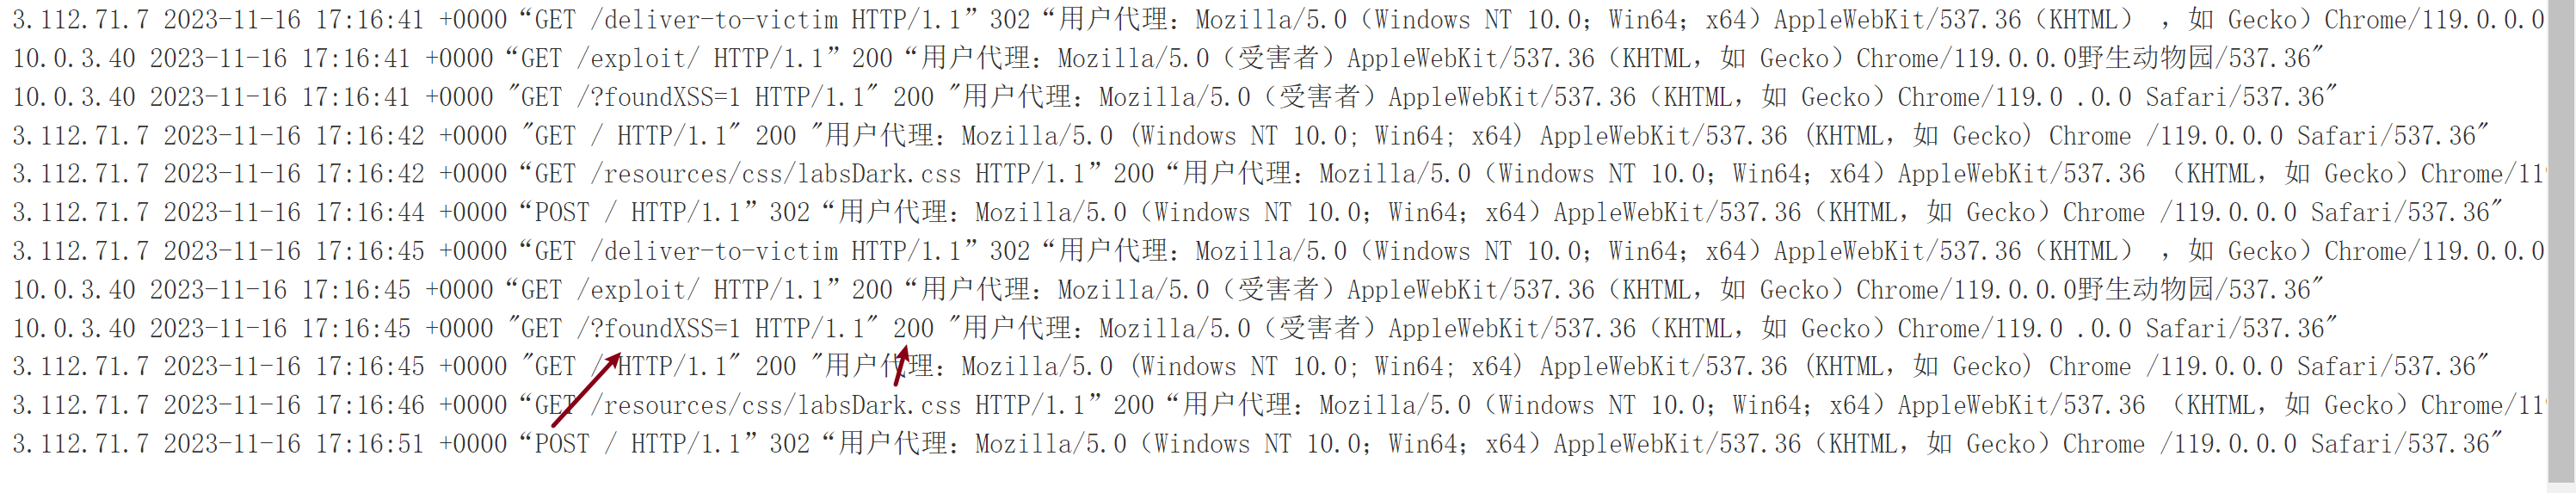 3.112.71.7 2023-11-16 17:16:41 +0000“GET /deliver-to-victim HTTP/1.1”302“用户代理：Mozilla/5.0（Windows NT 10.0；Win64；x64）AppleWebKit/537.36（KHTML） ，如 Gecko）Chrome/119.0.0.0
10.0.3.40 2023-11-16 17:16:41 +0000“GET /exploit/ HTTP/1.1”200“用户代理：Mozilla/5.0（受害者）AppleWebKit/537.36（KHTML，如 Gecko）Chrome/119.0.0.0野生动物园/537.36"
10.0.3.40 2023-11-16 17:16:41 +0000 "GET /?foundXSS=1 HTTP/1.1" 200 "用户代理：Mozilla/5.0（受害者）AppleWebKit/537.36（KHTML，如 Gecko）Chrome/119.0 .0.0 Safari/537.36"
3.112.71.7 2023-11-16 17:16:42 +0000 "GET / HTTP/1.1" 200 "用户代理：Mozilla/5.0 (Windows NT 10.0; Win64; x64) AppleWebKit/537.36 (KHTML，如 Gecko) Chrome /119.0.0.0 Safari/537.36"
3.112.71.7 2023-11-16 17:16:42 +0000“GET /resources/css/labsDark.css HTTP/1.1”200“用户代理：Mozilla/5.0（Windows NT 10.0；Win64；x64）AppleWebKit/537.36 （KHTML，如 Gecko）Chrome/11
3.112.71.7 2023-11-16 17:16:44 +0000“POST / HTTP/1.1”302“用户代理：Mozilla/5.0（Windows NT 10.0；Win64；x64）AppleWebKit/537.36（KHTML，如 Gecko）Chrome /119.0.0.0 Safari/537.36"
3.112.71.7 2023-11-16 17:16:45 +0000“GET /deliver-to-victim HTTP/1.1”302“用户代理：Mozilla/5.0（Windows NT 10.0；Win64；x64）AppleWebKit/537.36（KHTML） ，如 Gecko）Chrome/119.0.0.0
10.0.3.40 2023-11-16 17:16:45 +0000“GET /exploit/ HTTP/1.1”200“用户代理：Mozilla/5.0（受害者）AppleWebKit/537.36（KHTML，如 Gecko）Chrome/119.0.0.0野生动物园/537.36"
10.0.3.40 2023-11-16 17:16:45 +0000 "GET /?foundXSS=1 HTTP/1.1" 200 "用户代理：Mozilla/5.0（受害者）AppleWebKit/537.36（KHTML，如 Gecko）Chrome/119.0 .0.0 Safari/537.36"
3.112.71.7 2023-11-16 17:16:45 +0000 "GET / HTTP/1.1" 200 "用户代理：Mozilla/5.0 (Windows NT 10.0; Win64; x64) AppleWebKit/537.36 (KHTML，如 Gecko) Chrome /119.0.0.0 Safari/537.36"
3.112.71.7 2023-11-16 17:16:46 +0000“GET /resources/css/labsDark.css HTTP/1.1”200“用户代理：Mozilla/5.0（Windows NT 10.0；Win64；x64）AppleWebKit/537.36 （KHTML，如 Gecko）Chrome/11
3.112.71.7 2023-11-16 17:16:51 +0000“POST / HTTP/1.1”302“用户代理：Mozilla/5.0（Windows NT 10.0；Win64；x64）AppleWebKit/537.36（KHTML，如 Gecko）Chrome /119.0.0.0 Safari/537.36"